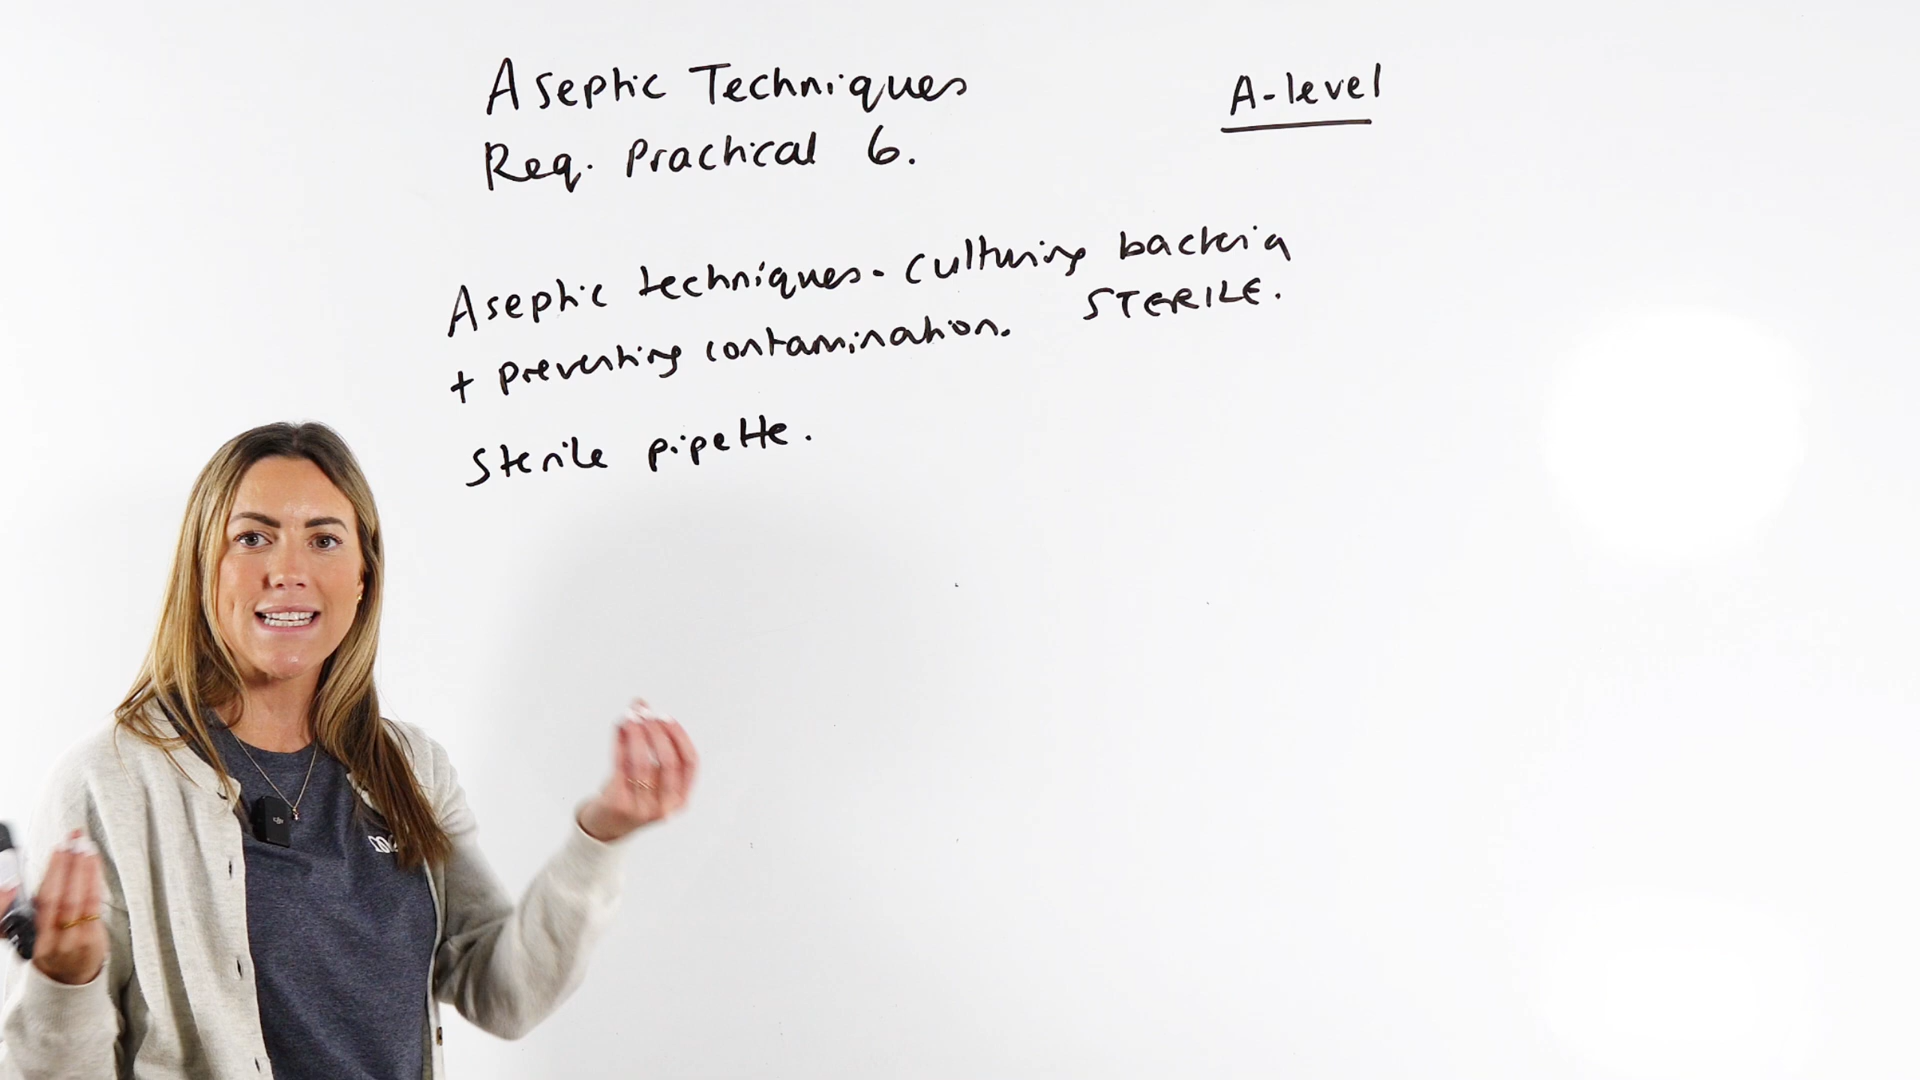 Aseptic Techniques
Req. Practical 6.
A-level
Aseptic techniques - culturing bacteria
+ preventing contamination. STERILE.
Sterile pipette.